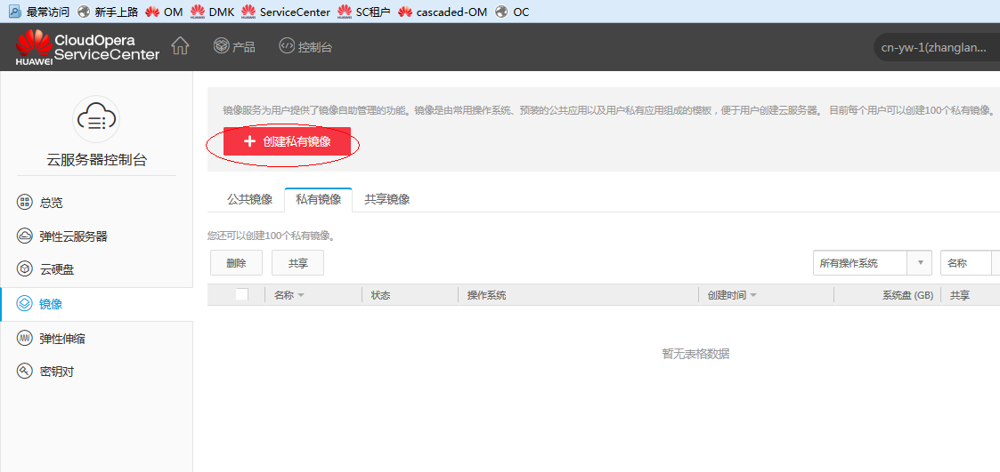 最常访问 新手上路 OM DMK ServiceCenter SC租户 cascaded-OM OC
HUAWEI CloudOpera ServiceCenter 产品 控制台 cn-yw-1(zhanglan...
云服务器控制台
总览
弹性云服务器
云硬盘
镜像
弹性伸缩
密钥对
镜像服务为用户提供了镜像自助管理的功能。镜像是由常用操作系统、预装的公共应用以及用户私有应用组成的模板，便于用户创建云服务器。 目前每个用户可以创建100个私有镜像。
创建私有镜像
公共镜像 私有镜像 共享镜像
您还可以创建100个私有镜像。
删除 共享 所有操作系统 名称
名称 状态 操作系统 创建时间 系统盘 (GB) 共享
暂无表格数据